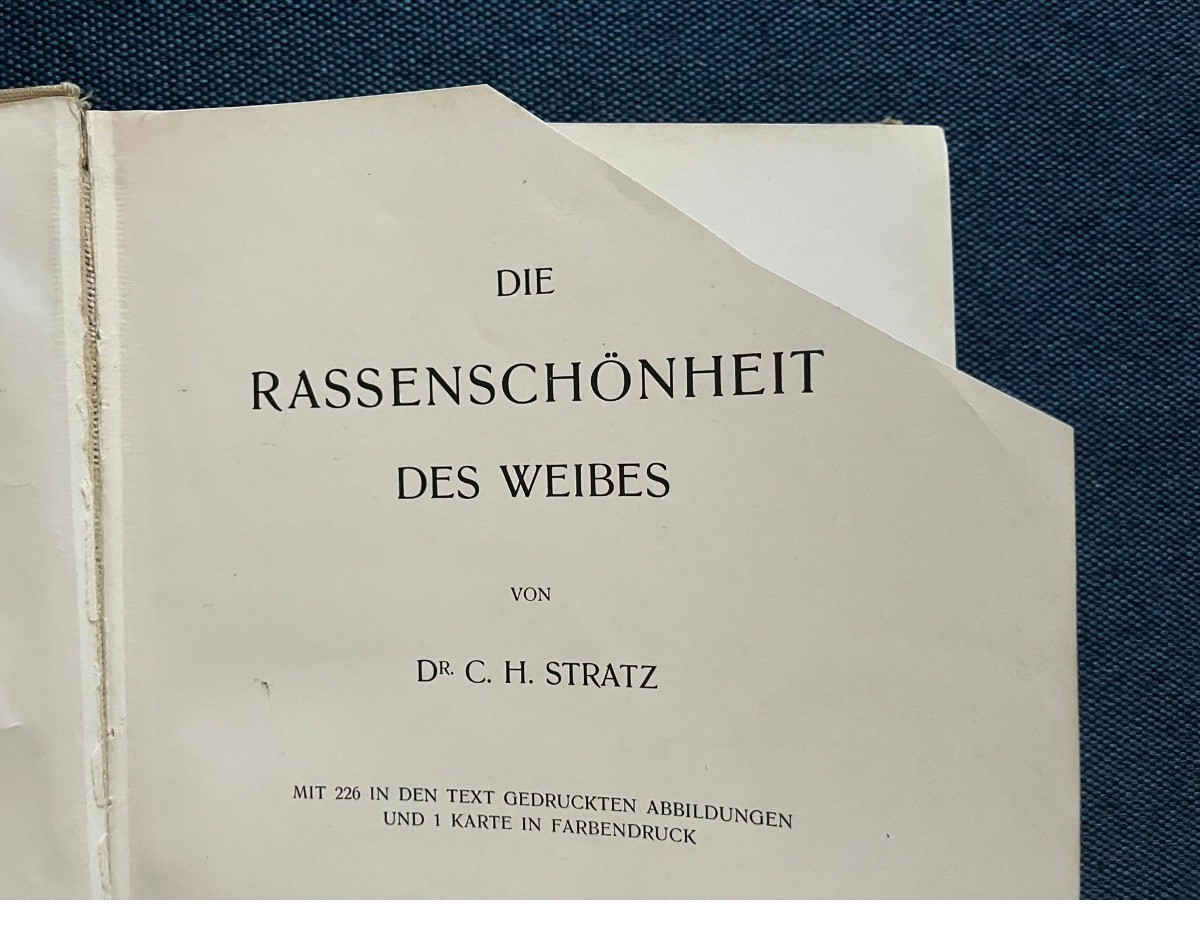 DIE
RASSENSCHÖNHEIT
DES WEIBES
VON
DR. C. H. STRATZ
MIT 226 IN DEN TEXT GEDRUCKTEN ABBILDUNGEN
UND 1 KARTE IN FARBENDRUCK